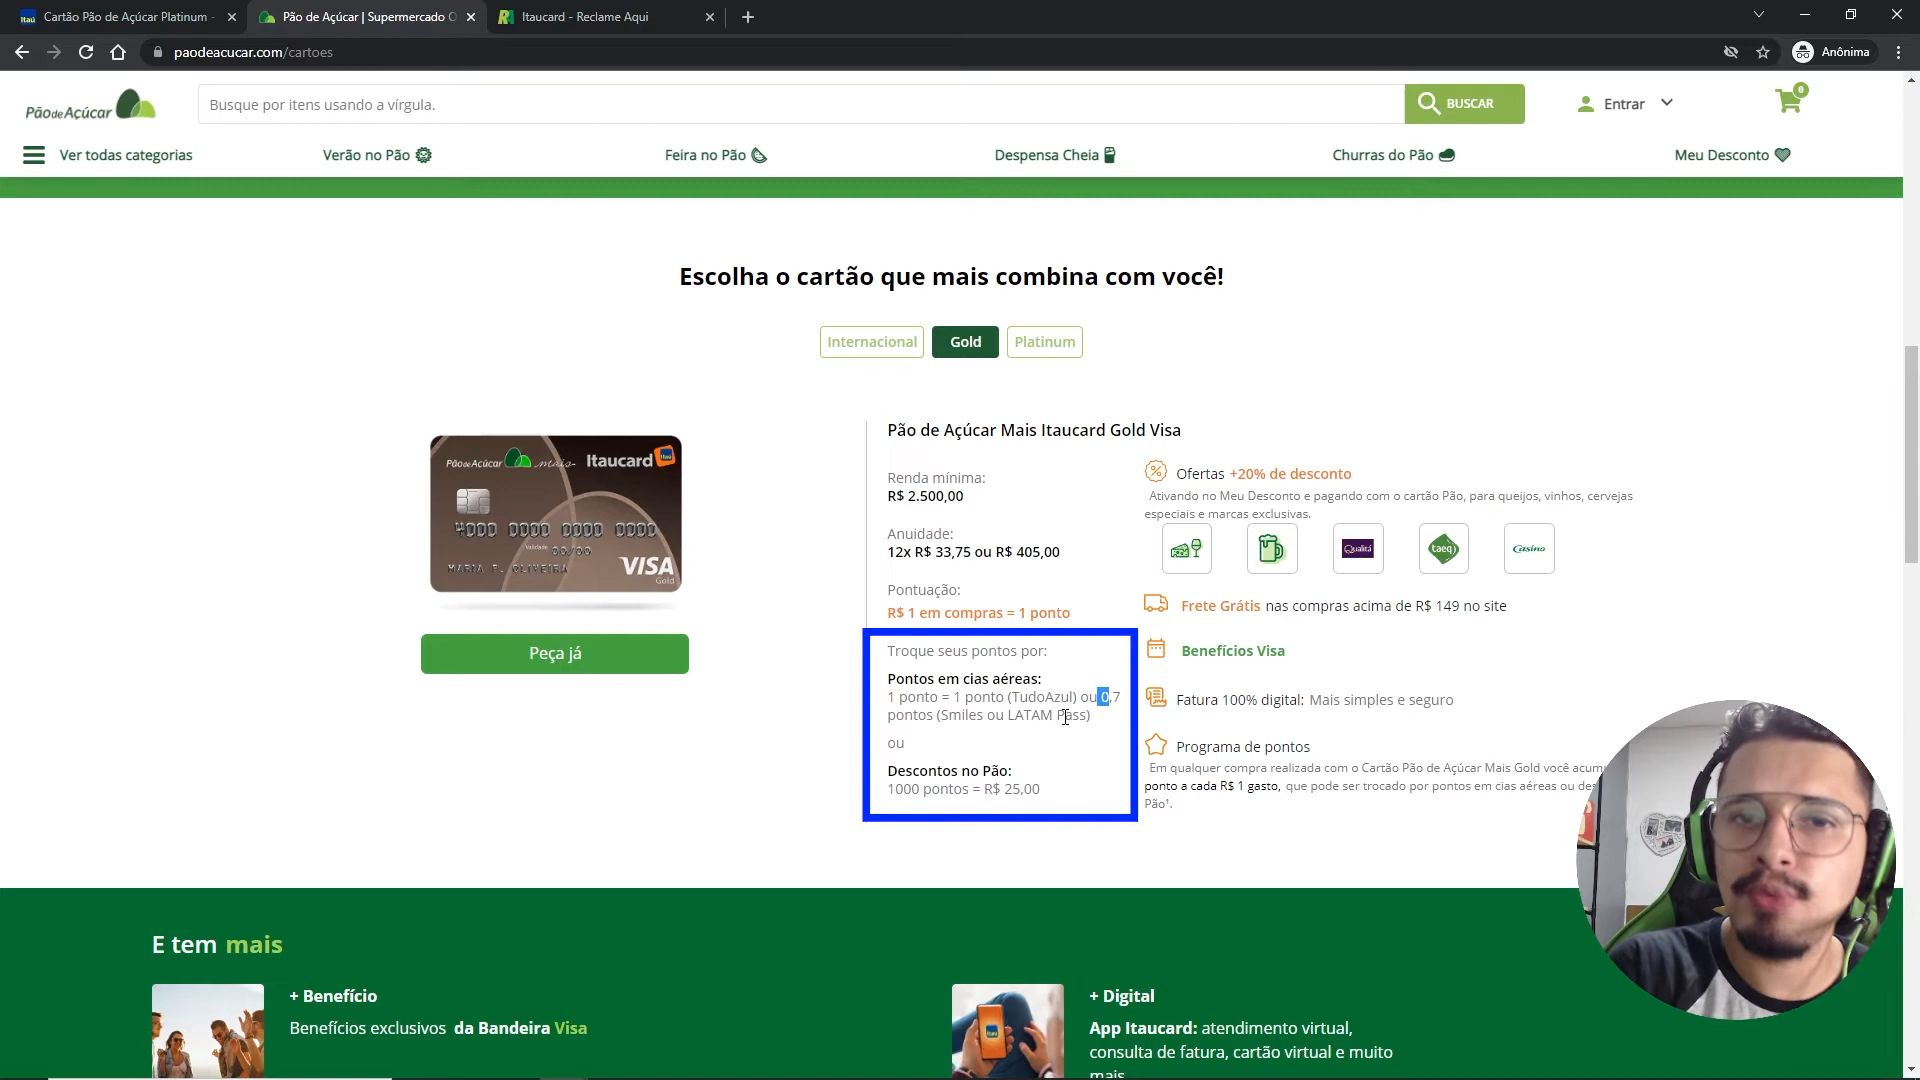 Cartão Pão de Açúcar Platinum -
Pão de Açúcar | Supermercado O
Itaucard - Reclame Aqui
paodeacucar.com/cartoes
Anônima
Pão de Açúcar
Busque por itens usando a vírgula.
BUSCAR
Entrar
0
Ver todas categorias
Verão no Pão
Feira no Pão
Despensa Cheia
Churras do Pão
Meu Desconto
Escolha o cartão que mais combina com você!
Internacional
Gold
Platinum
Pão de Açúcar mais Itaucard Itaú
4000 0000 0000 0000
Validade 00/00
MARIA P. OLIVEIRA
VISA
Gold
Peça já
Pão de Açúcar Mais Itaucard Gold Visa
Renda mínima:
R$ 2.500,00
Anuidade:
12x R$ 33,75 ou R$ 405,00
Pontuação:
R$ 1 em compras = 1 ponto
Troque seus pontos por:
Pontos em cias aéreas:
1 ponto = 1 ponto (TudoAzul) ou 0,7
pontos (Smiles ou LATAM Pass)
ou
Descontos no Pão:
1000 pontos = R$ 25,00
Ofertas +20% de desconto
Ativando no Meu Desconto e pagando com o cartão Pão, para queijos, vinhos, cervejas
especiais e marcas exclusivas.
Qualitá
taeq
Casino
Frete Grátis nas compras acima de R$ 149 no site
Benefícios Visa
Fatura 100% digital: Mais simples e seguro
Programa de pontos
Em qualquer compra realizada com o Cartão Pão de Açúcar Mais Gold você acum
ponto a cada R$ 1 gasto, que pode ser trocado por pontos em cias aéreas ou des
Pão¹.
E tem mais
+ Benefício
Benefícios exclusivos da Bandeira Visa
+ Digital
App Itaucard: atendimento virtual,
consulta de fatura, cartão virtual e muito
mais